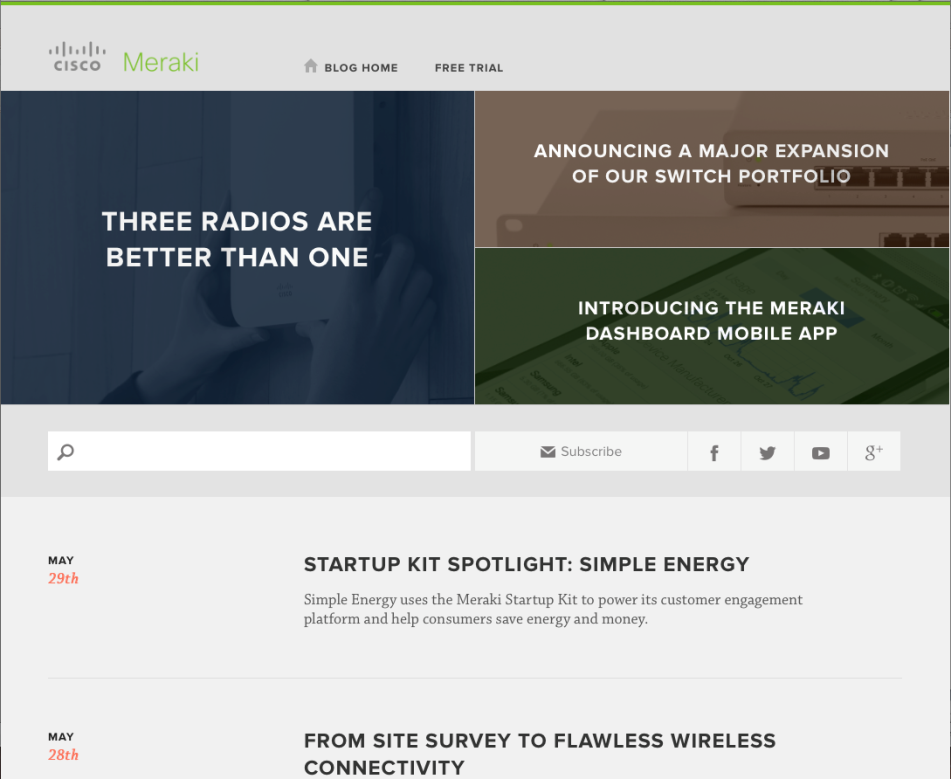 CISCO Meraki
BLOG HOME
FREE TRIAL
THREE RADIOS ARE
BETTER THAN ONE
ANNOUNCING A MAJOR EXPANSION
OF OUR SWITCH PORTFOLIO
INTRODUCING THE MERAKI
DASHBOARD MOBILE APP
Subscribe
MAY
29th
STARTUP KIT SPOTLIGHT: SIMPLE ENERGY
Simple Energy uses the Meraki Startup Kit to power its customer engagement
platform and help consumers save energy and money.
MAY
28th
FROM SITE SURVEY TO FLAWLESS WIRELESS
CONNECTIVITY